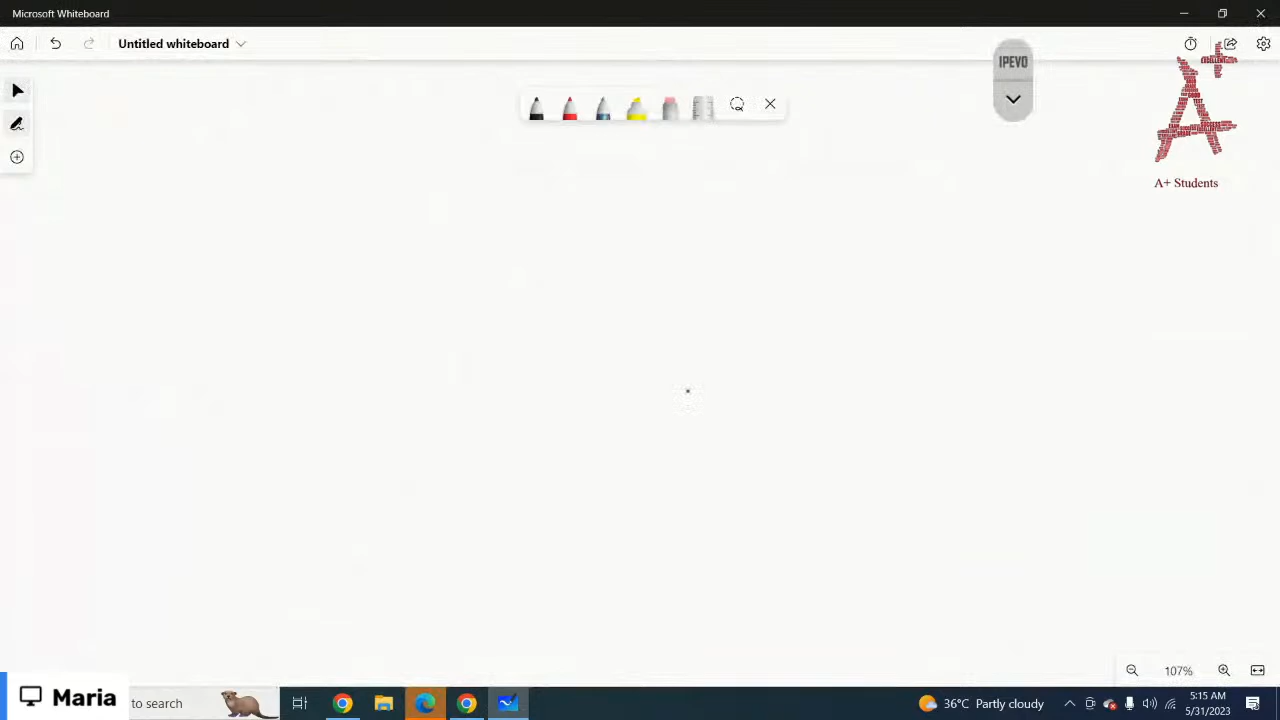 Microsoft Whiteboard
Untitled whiteboard
IPEVO
A+ Students
107%
Maria
to search
36°C Partly cloudy
5:15 AM
5/31/2023